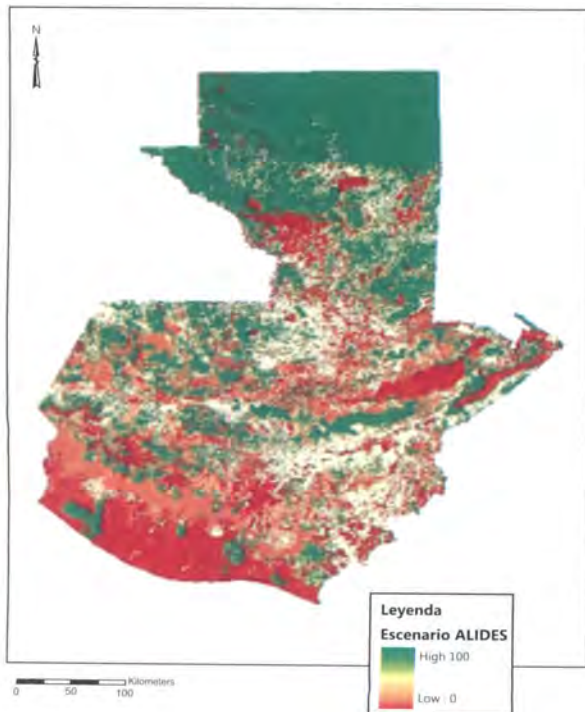 N
Leyenda
Escenario ALIDES
High 100
Low : 0
Kilometers
0 50 100